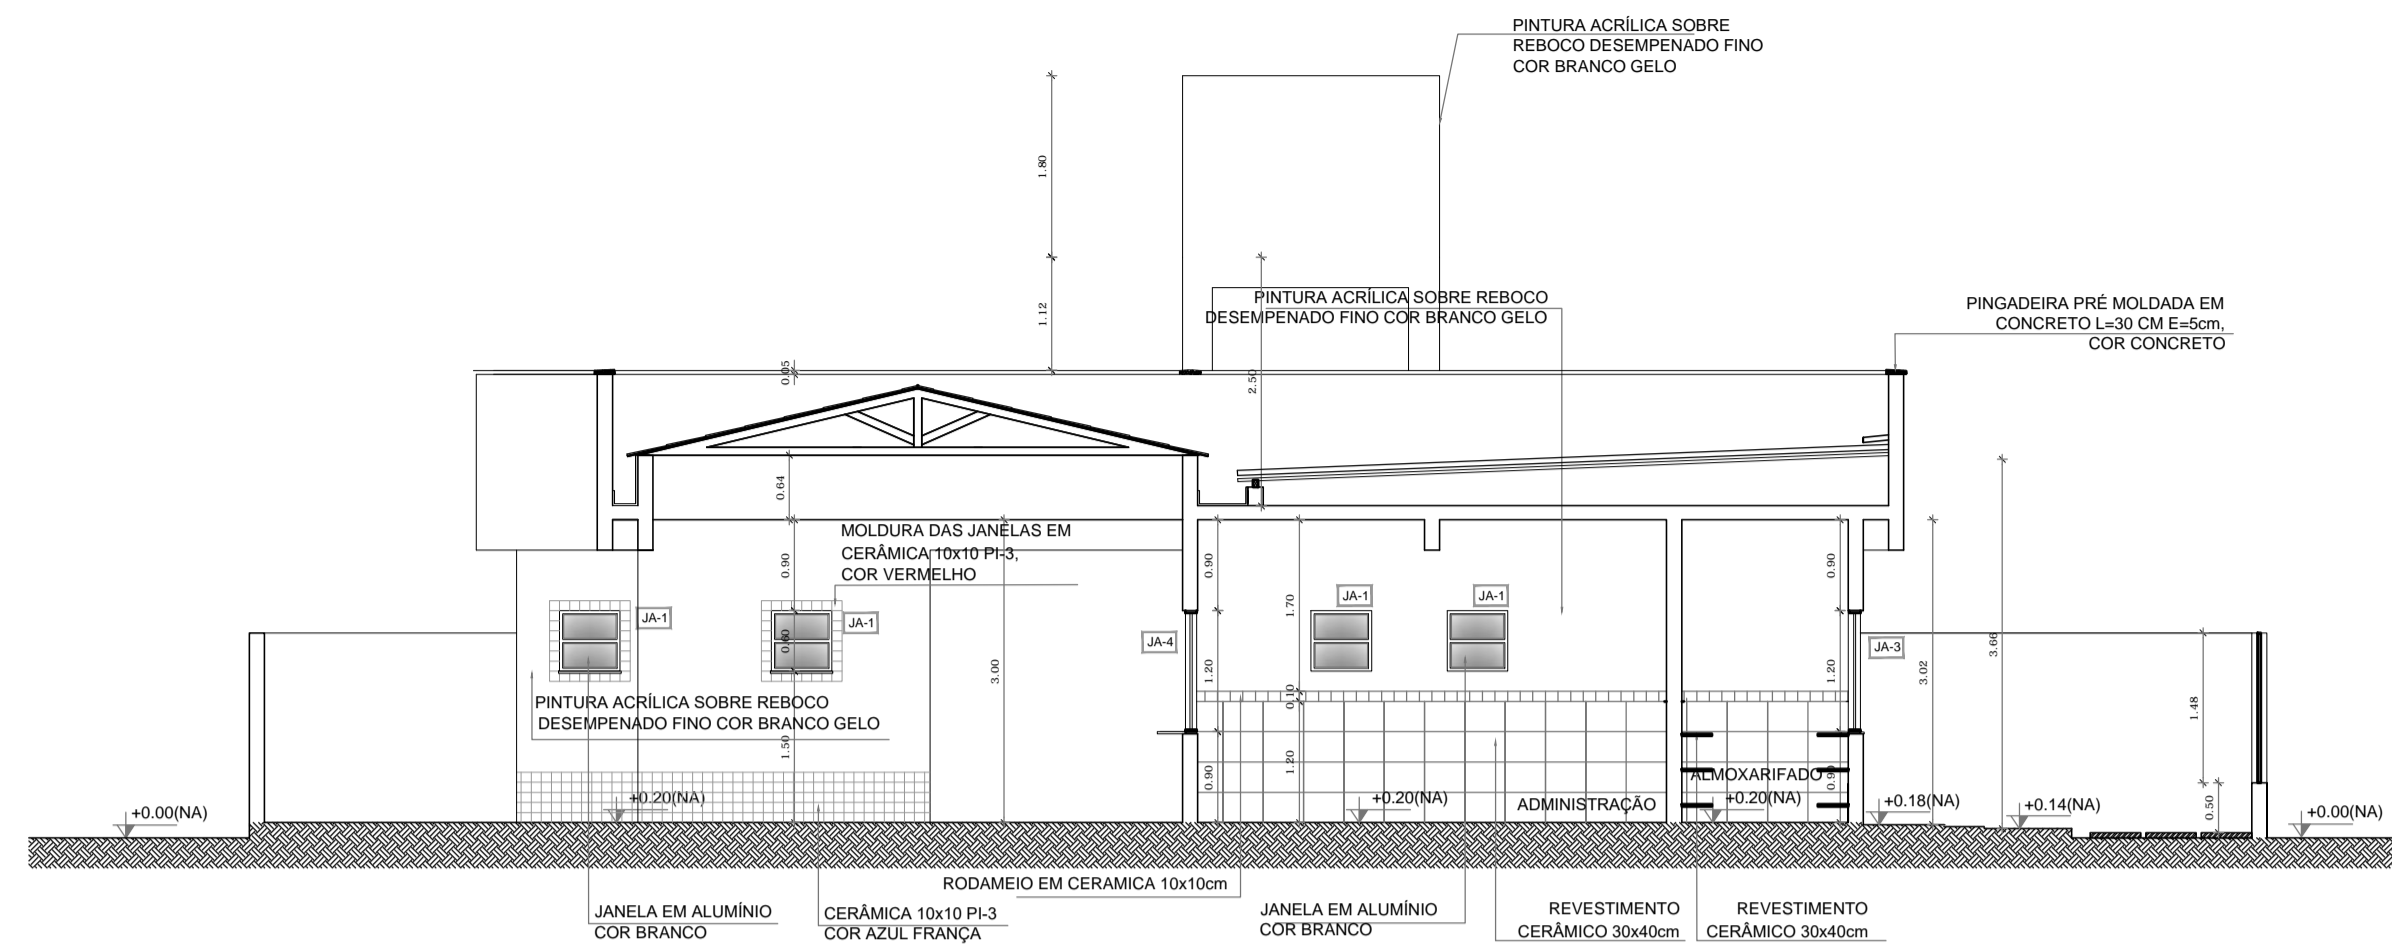 PINTURA ACRÍLICA SOBRE
REBOCO DESEMPENADO FINO
COR BRANCO GELO
1.80
1.12
PINTURA ACRÍLICA SOBRE REBOCO
DESEMPENADO FINO COR BRANCO GELO
PINGADEIRA PRÉ MOLDADA EM
CONCRETO L=30 CM E=5cm,
COR CONCRETO
0.05
2.50
0.64
MOLDURA DAS JANELAS EM
CERÂMICA 10x10 PI-3,
COR VERMELHO
0.90
0.90
0.90
JA-1
JA-1
JA-1
JA-1
JA-4
JA-3
0.60
1.70
3.00
1.20
1.20
3.02
3.66
1.48
PINTURA ACRÍLICA SOBRE REBOCO
DESEMPENADO FINO COR BRANCO GELO
0.10
1.50
1.20
0.90
0.90
0.50
ALMOXARIFADO
ADMINISTRAÇÃO
+0.00(NA)
+0.20(NA)
+0.20(NA)
+0.20(NA)
+0.18(NA)
+0.14(NA)
+0.00(NA)
RODAMEIO EM CERAMICA 10x10cm
JANELA EM ALUMÍNIO
COR BRANCO
CERÂMICA 10x10 PI-3
COR AZUL FRANÇA
JANELA EM ALUMÍNIO
COR BRANCO
REVESTIMENTO
CERÂMICO 30x40cm
REVESTIMENTO
CERÂMICO 30x40cm